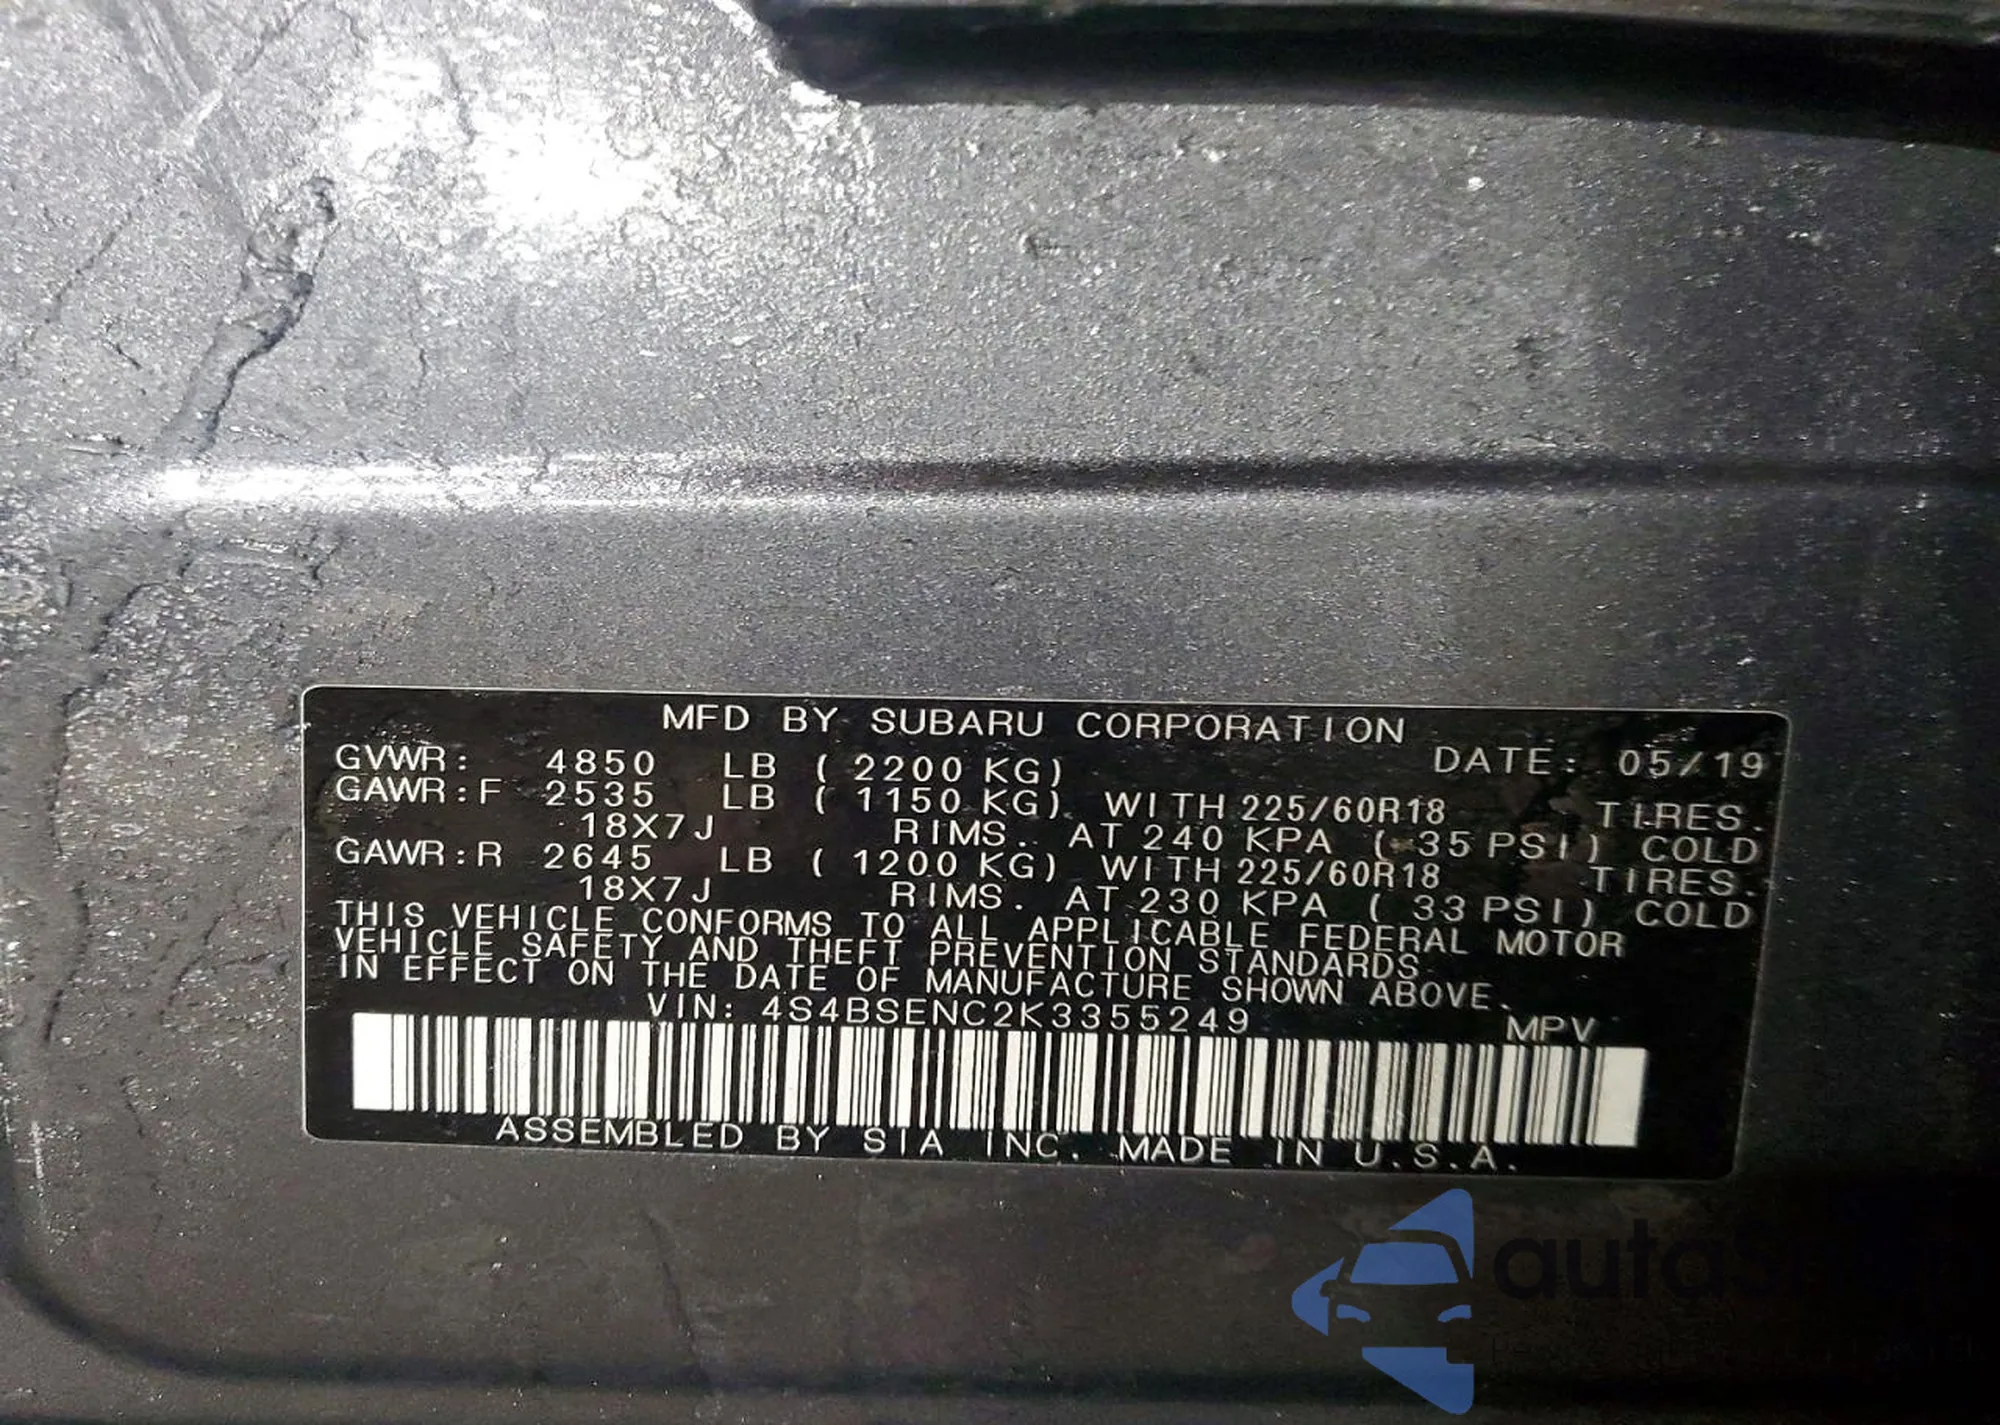 MFD BY SUBARU CORPORATION
GVWR: 4850 LB ( 2200 KG) DATE: 05/19
GAWR:F 2535 LB ( 1150 KG) WITH 225/60R18 TIRES.
18X7J RIMS. AT 240 KPA ( 35 PSI) COLD
GAWR:R 2645 LB ( 1200 KG) WITH 225/60R18 TIRES.
18X7J RIMS. AT 230 KPA ( 33 PSI) COLD
THIS VEHICLE CONFORMS TO ALL APPLICABLE FEDERAL MOTOR
VEHICLE SAFETY AND THEFT PREVENTION STANDARDS
IN EFFECT ON THE DATE OF MANUFACTURE SHOWN ABOVE.
VIN: 4S4BSENC2K3355249 MPV
ASSEMBLED BY SIA INC. MADE IN U.S.A.